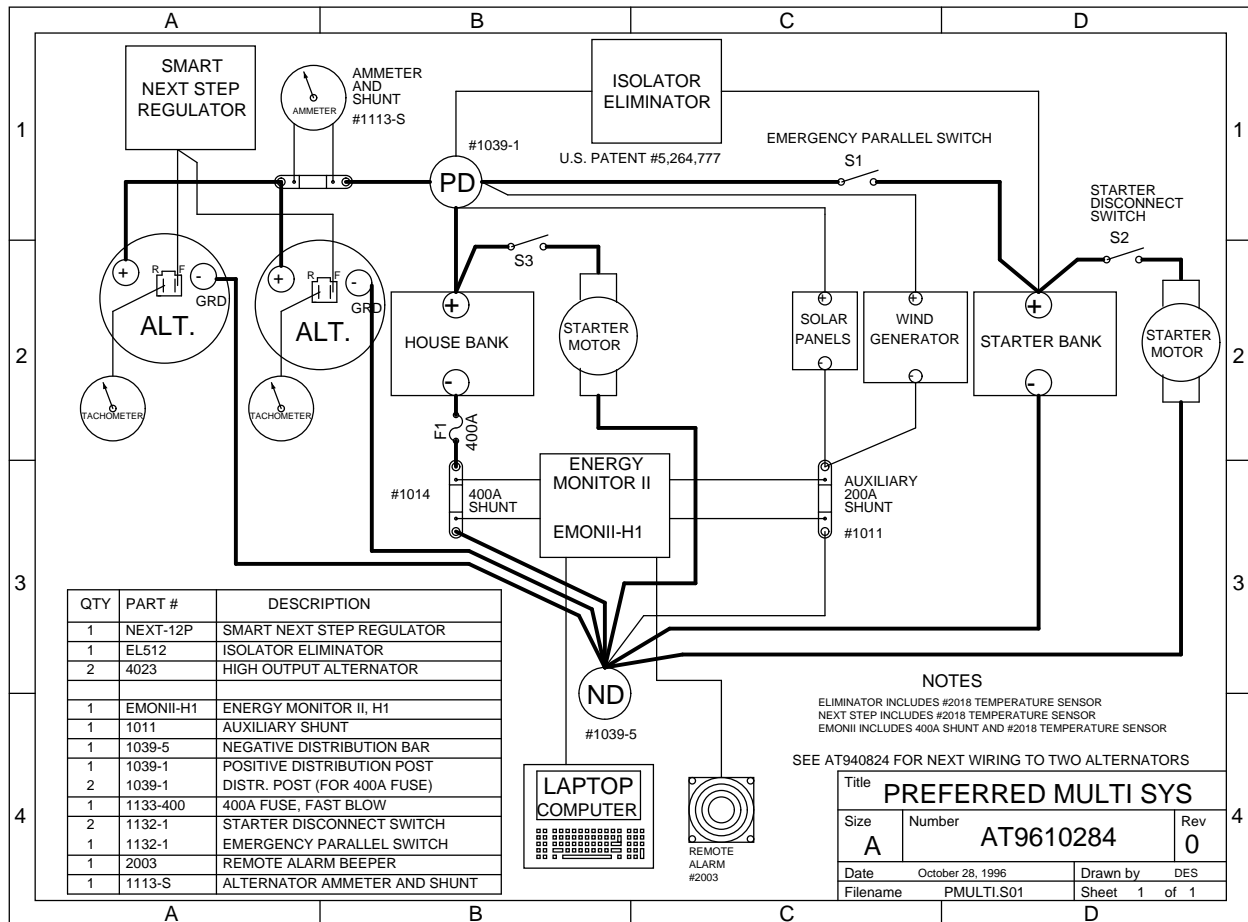 A B C D
1 1
2 2
3 3
4 4
A B C D
SMART
NEXT STEP
REGULATOR
AMMETER
AMMETER
AND
SHUNT
#1113-S
ISOLATOR
ELIMINATOR
U.S. PATENT #5,264,777
#1039-1
PD
EMERGENCY PARALLEL SWITCH
S1
STARTER
DISCONNECT
SWITCH
S2
S3
+ R F -
GRD
ALT.
TACHOMETER
+ R F -
GRD
ALT.
TACHOMETER
+
HOUSE BANK
-
STARTER
MOTOR
+
SOLAR
PANELS
-
+
WIND
GENERATOR
-
+
STARTER BANK
-
STARTER
MOTOR
F1
400A
#1014
400A
SHUNT
ENERGY
MONITOR II
EMONII-H1
AUXILIARY
200A
SHUNT
#1011
ND
#1039-5
LAPTOP
COMPUTER
REMOTE
ALARM
#2003
QTY PART # DESCRIPTION
1 NEXT-12P SMART NEXT STEP REGULATOR
1 EL512 ISOLATOR ELIMINATOR
2 4023 HIGH OUTPUT ALTERNATOR
1 EMONII-H1 ENERGY MONITOR II, H1
1 1011 AUXILIARY SHUNT
1 1039-5 NEGATIVE DISTRIBUTION BAR
1 1039-1 POSITIVE DISTRIBUTION POST
2 1039-1 DISTR. POST (FOR 400A FUSE)
1 1133-400 400A FUSE, FAST BLOW
2 1132-1 STARTER DISCONNECT SWITCH
1 1132-1 EMERGENCY PARALLEL SWITCH
1 2003 REMOTE ALARM BEEPER
1 1113-S ALTERNATOR AMMETER AND SHUNT
NOTES
ELIMINATOR INCLUDES #2018 TEMPERATURE SENSOR
NEXT STEP INCLUDES #2018 TEMPERATURE SENSOR
EMONII INCLUDES 400A SHUNT AND #2018 TEMPERATURE SENSOR
SEE AT940824 FOR NEXT WIRING TO TWO ALTERNATORS
Title PREFERRED MULTI SYS
Size A Number AT9610284 Rev 0
Date October 28, 1996 Drawn by DES
Filename PMULTI.S01 Sheet 1 of 1